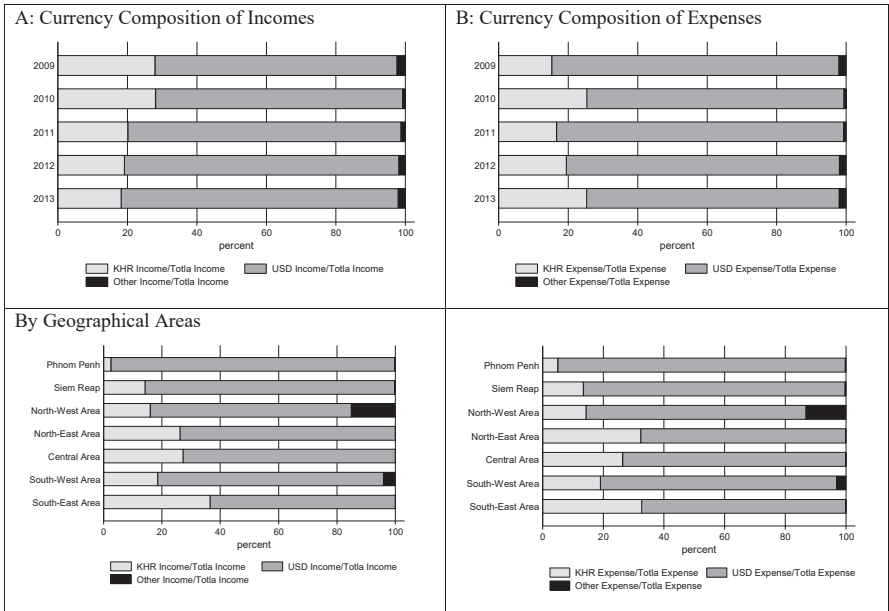 A: Currency Composition of Incomes
2009
2010
2011
2012
2013
0 20 40 60 80 100
percent
KHR Income/Totla Income USD Income/Totla Income
Other Income/Totla Income
B: Currency Composition of Expenses
2009
2010
2011
2012
2013
0 20 40 60 80 100
percent
KHR Expense/Totla Expense USD Expense/Totla Expense
Other Expense/Totla Expense
By Geographical Areas
Phnom Penh
Siem Reap
North-West Area
North-East Area
Central Area
South-West Area
South-East Area
0 20 40 60 80 100
percent
KHR Income/Totla Income USD Income/Totla Income
Other Income/Totla Income
Phnom Penh
Siem Reap
North-West Area
North-East Area
Central Area
South-West Area
South-East Area
0 20 40 60 80 100
percent
KHR Expense/Totla Expense USD Expense/Totla Expense
Other Expense/Totla Expense